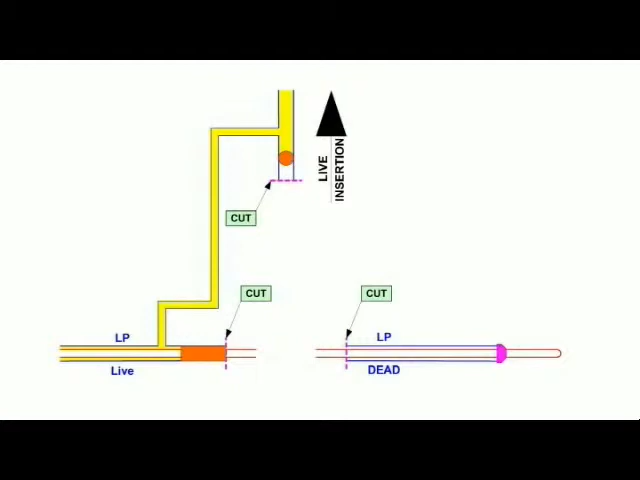 LIVE
INSERTION
CUT
CUT
CUT
LP
LP
Live
DEAD